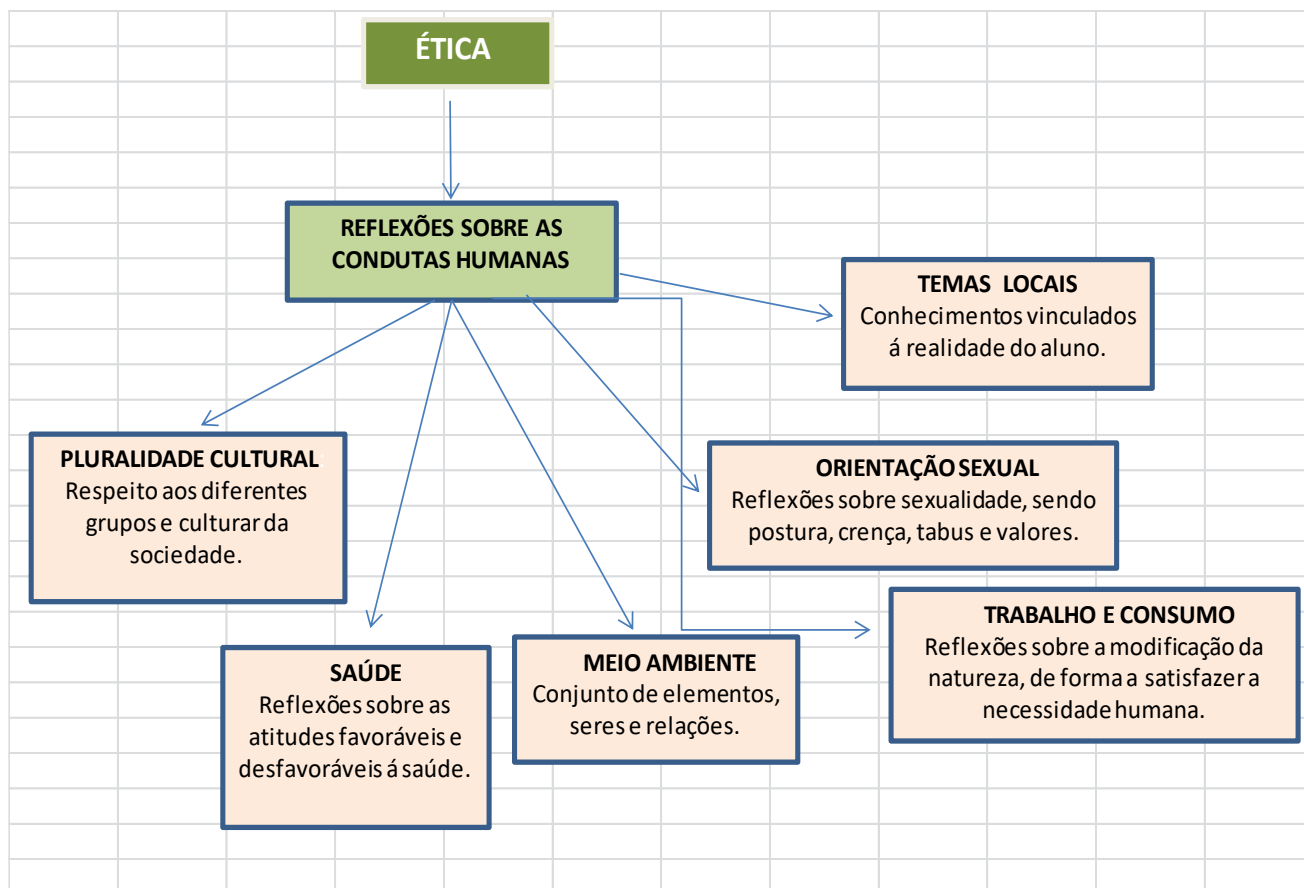 ÉTICA
REFLEXÕES SOBRE AS
CONDUTAS HUMANAS
TEMAS LOCAIS
Conhecimentos vinculados
á realidade do aluno.
PLURALIDADE CULTURAL
Respeito aos diferentes
grupos e culturar da
sociedade.
ORIENTAÇÃO SEXUAL
Reflexões sobre sexualidade, sendo
postura, crença, tabus e valores.
TRABALHO E CONSUMO
Reflexões sobre a modificação da
natureza, de forma a satisfazer a
necessidade humana.
SAÚDE
Reflexões sobre as
atitudes favoráveis e
desfavoráveis á saúde.
MEIO AMBIENTE
Conjunto de elementos,
seres e relações.